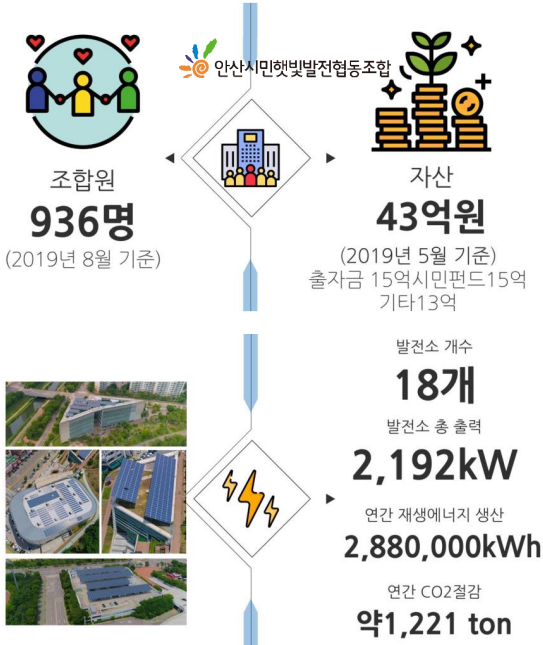 안산시민햇빛발전협동조합
조합원
936명
(2019년 8월 기준)
자산
43억원
(2019년 5월 기준)
출자금 15억시민펀드15억
기타13억
발전소 개수
18개
발전소 총 출력
2,192kW
연간 재생에너지 생산
2,880,000kWh
연간 CO2절감
약1,221 ton